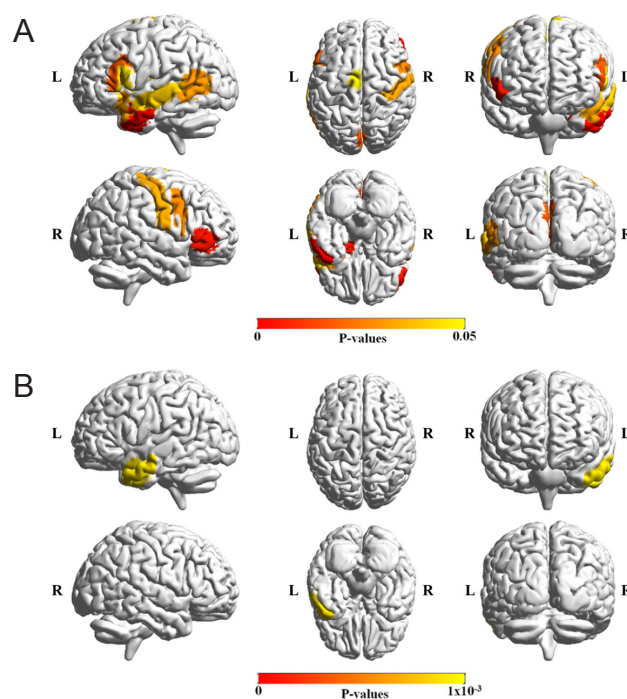 A
L L R R L
R L R L R
0 0.05
P-values
B
L L R R L
R L R L R
0 1x10⁻³
P-values